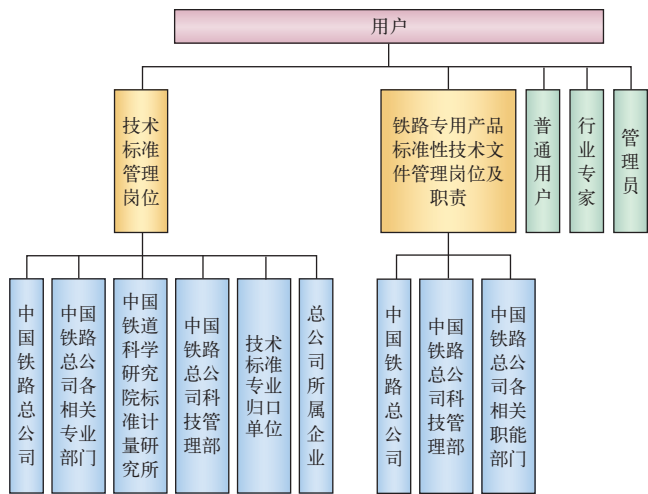 用户
技术
标准
管理
岗位
铁路专用产品
标准性技术文
件管理岗位及
职责
普通用户
行业专家
管理员
中国铁路总公司
中国
铁路
总公
司各
相关
专业
部门
中国
铁道
科学
研究
院标
准计
量研
究所
中国
铁路
总公
司科
技管
理部
技术
标准
专业
归口
单位
总公司所属企业
中国铁路总公司
中国
铁路
总公
司科
技管
理部
中国
铁路
总公
司各
相关
职能
部门